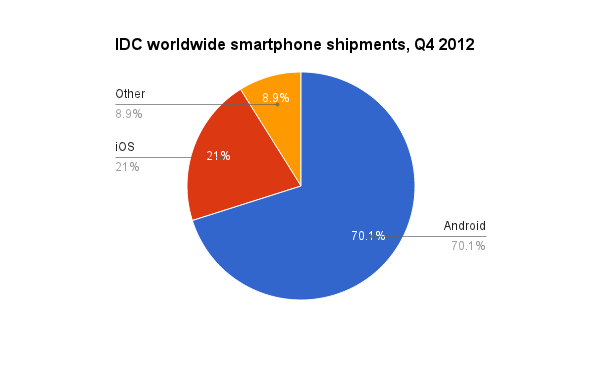 IDC worldwide smartphone shipments, Q4 2012
Other
8.9%
8.9%
iOS
21%
21%
Android
70.1%
70.1%